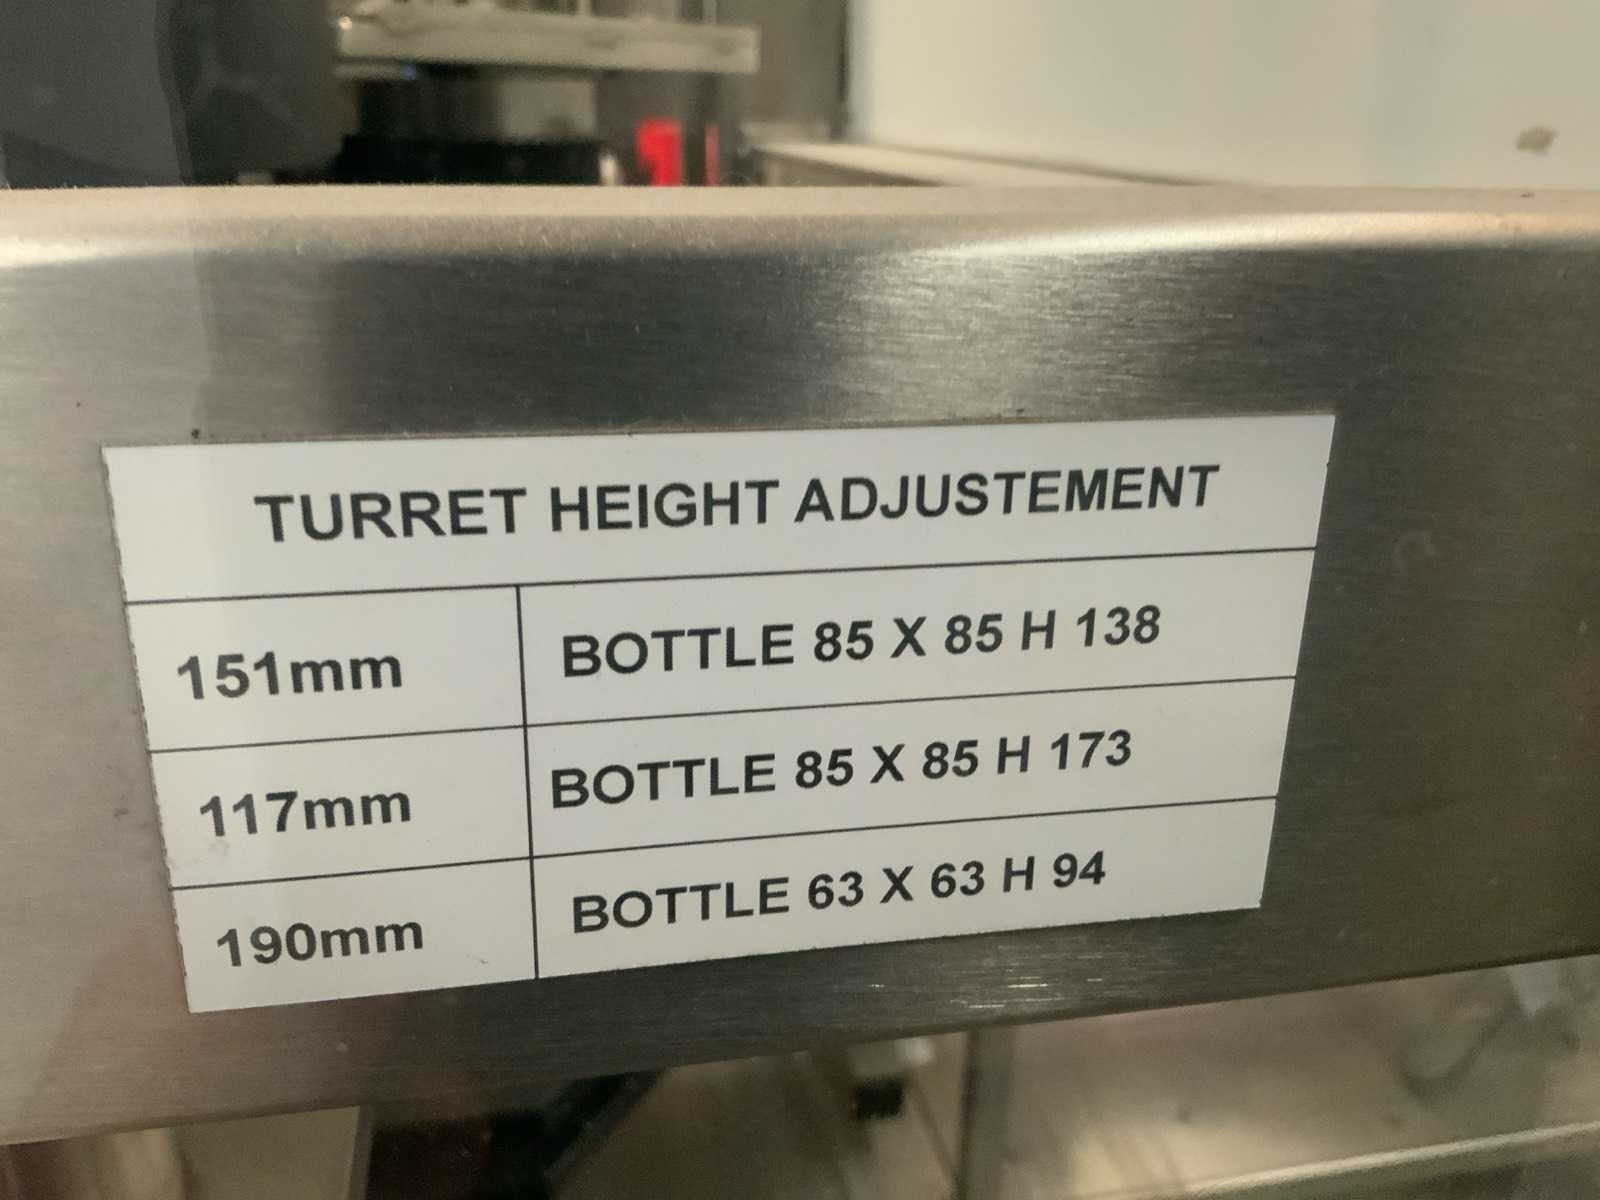 TURRET HEIGHT ADJUSTEMENT
151mm BOTTLE 85 X 85 H 138
117mm BOTTLE 85 X 85 H 173
190mm BOTTLE 63 X 63 H 94